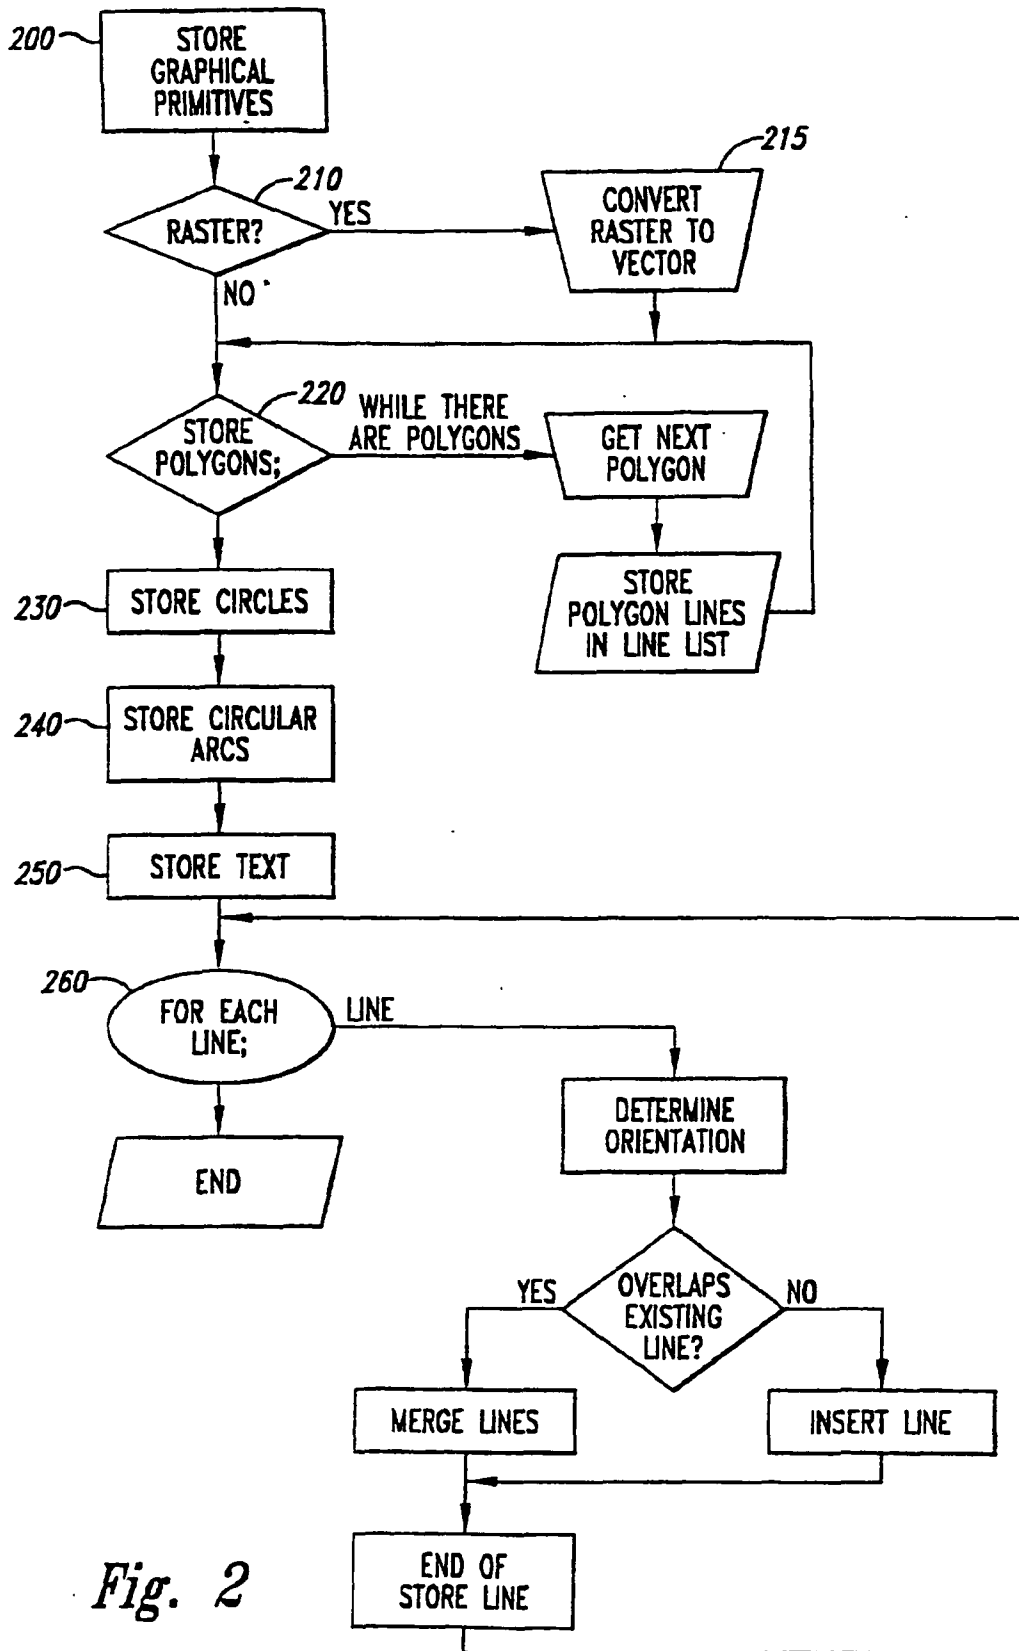 200
STORE
GRAPHICAL
PRIMITIVES
210
RASTER?
YES
NO
215
CONVERT
RASTER TO
VECTOR
220
STORE
POLYGONS;
WHILE THERE
ARE POLYGONS
GET NEXT
POLYGON
STORE
POLYGON LINES
IN LINE LIST
230
STORE CIRCLES
240
STORE CIRCULAR
ARCS
250
STORE TEXT
260
FOR EACH
LINE;
LINE
END
DETERMINE
ORIENTATION
OVERLAPS
EXISTING
LINE?
YES
NO
MERGE LINES
INSERT LINE
END OF
STORE LINE
Fig. 2